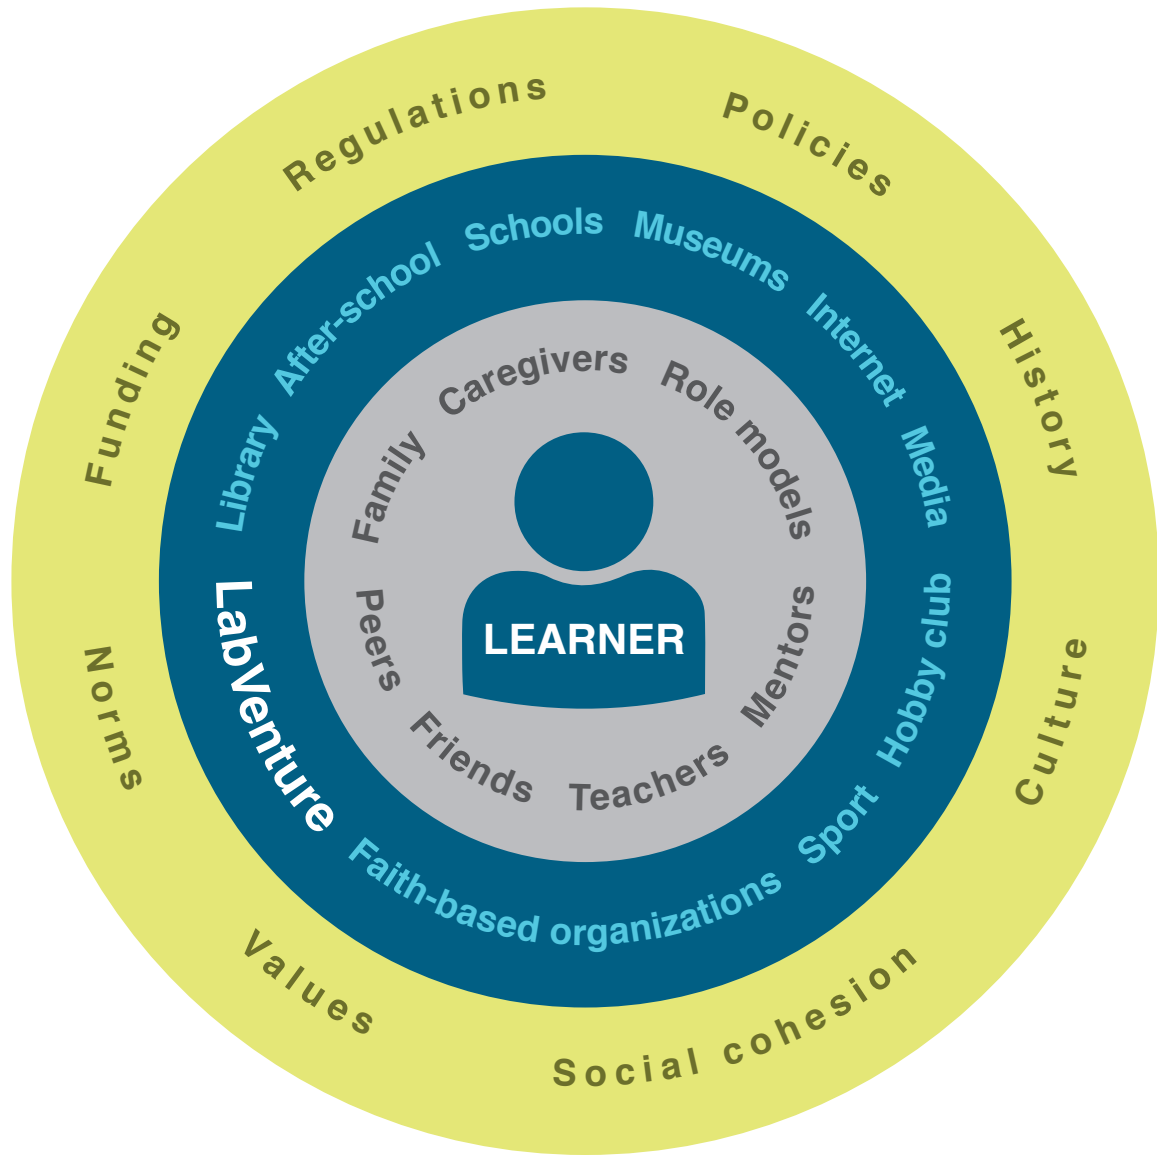 Regulations
Policies
History
Culture
Social cohesion
Values
Norms
Funding
Schools
Museums
Internet
Media
Hobby club
Sport
Faith-based organizations
LabVenture
Library
After-school
Caregivers
Role models
Mentors
Teachers
Friends
Peers
Family
LEARNER